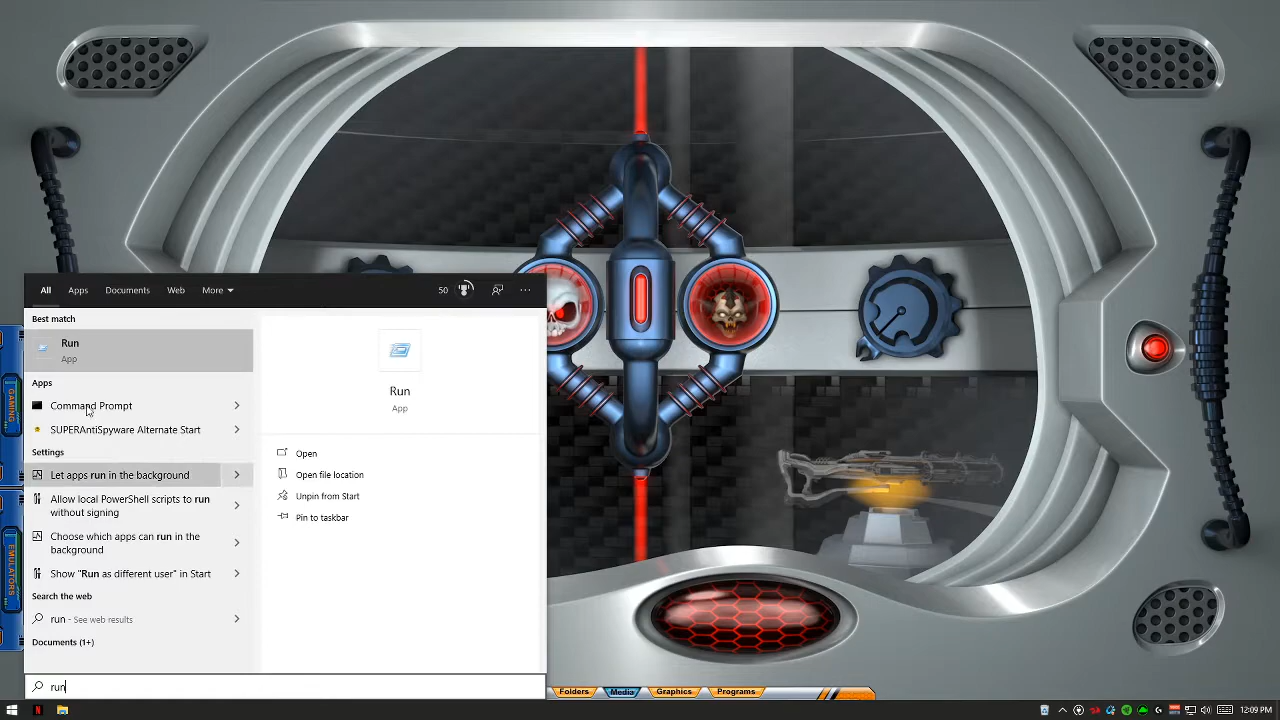 All Apps Documents Web More 50 ...
Best match
Run
App
Apps
Command Prompt
SUPERAntiSpyware Alternate Start
Settings
Let apps run in the background
Allow local PowerShell scripts to run
without signing
Choose which apps can run in the
background
Show "Run as different user" in Start
Search the web
run - See web results
Documents (1+)
Run
App
Open
Open file location
Unpin from Start
Pin to taskbar
run
GAMING
EMULATORS
Folders Media Graphics Programs
N
12:09 PM